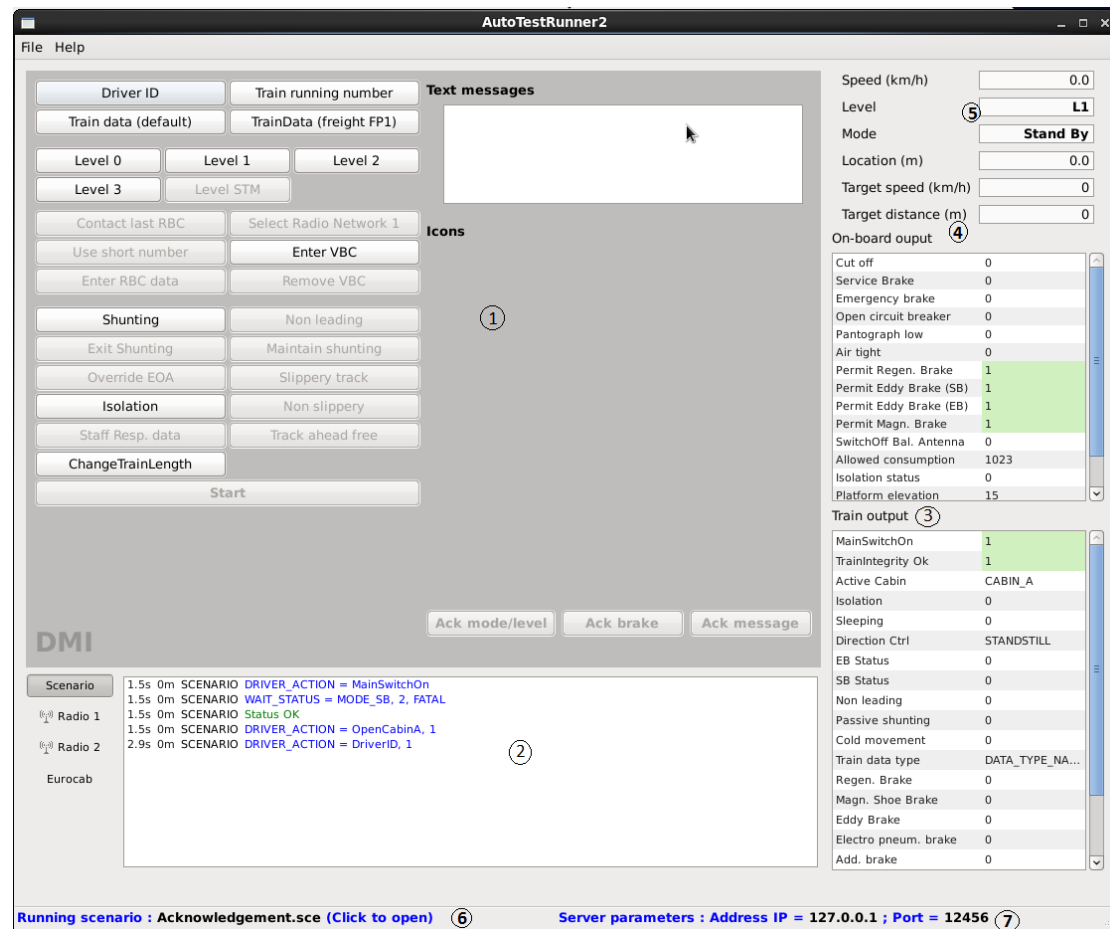 AutoTestRunner2
File Help
Driver ID Train running number
Train data (default) TrainData (freight FP1)
Level 0 Level 1 Level 2
Level 3 Level STM
Contact last RBC Select Radio Network 1
Use short number Enter VBC
Enter RBC data Remove VBC
Shunting Non leading
Exit Shunting Maintain shunting
Override EOA Slippery track
Isolation Non slippery
Staff Resp. data Track ahead free
ChangeTrainLength
Start
Text messages
Icons
1
Ack mode/level Ack brake Ack message
DMI
Speed (km/h) 0.0
Level 5 L1
Mode Stand By
Location (m) 0.0
Target speed (km/h) 0
Target distance (m) 0
On-board ouput 4
Cut off 0
Service Brake 0
Emergency brake 0
Open circuit breaker 0
Pantograph low 0
Air tight 0
Permit Regen. Brake 1
Permit Eddy Brake (SB) 1
Permit Eddy Brake (EB) 1
Permit Magn. Brake 1
SwitchOff Bal. Antenna 0
Allowed consumption 1023
Isolation status 0
Platform elevation 15
Train output 3
MainSwitchOn 1
TrainIntegrity Ok 1
Active Cabin CABIN_A
Isolation 0
Sleeping 0
Direction Ctrl STANDSTILL
EB Status 0
SB Status 0
Non leading 0
Passive shunting 0
Cold movement 0
Train data type DATA_TYPE_NA...
Regen. Brake 0
Magn. Shoe Brake 0
Eddy Brake 0
Electro pneum. brake 0
Add. brake 0
Scenario
Radio 1
Radio 2
Eurocab
1.5s 0m SCENARIO DRIVER_ACTION = MainSwitchOn
1.5s 0m SCENARIO WAIT_STATUS = MODE_SB, 2, FATAL
1.5s 0m SCENARIO Status OK
1.5s 0m SCENARIO DRIVER_ACTION = OpenCabinA, 1
2.9s 0m SCENARIO DRIVER_ACTION = DriverID, 1
2
Running scenario : Acknowledgement.sce (Click to open) 6
Server parameters : Address IP = 127.0.0.1 ; Port = 12456 7